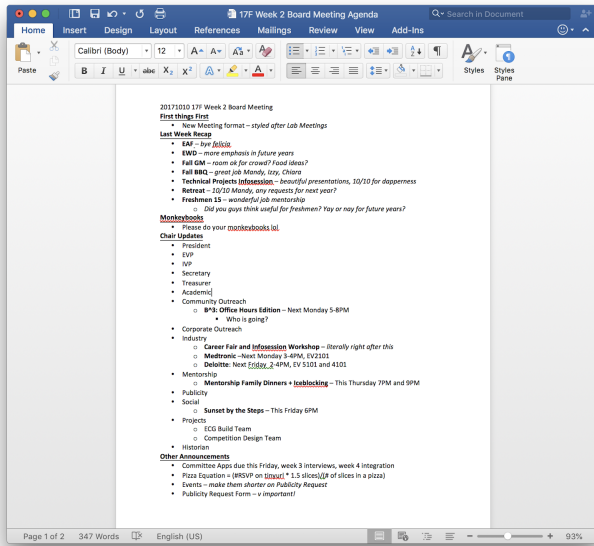 17F Week 2 Board Meeting Agenda
Search in Document
Home Insert Design Layout References Mailings Review View Add-Ins
Paste
Calibri (Body) 12
Styles
Styles Pane
20171010 17F Week 2 Board Meeting
First things First
• New Meeting format – styled after Lab Meetings
Last Week Recap
• EAF – bye felicia
• EWD – more emphasis in future years
• Fall GM – room ok for crowd? Food ideas?
• Fall BBQ – great job Mandy, Izzy, Chiara
• Technical Projects Infosession – beautiful presentations, 10/10 for dapperness
• Retreat – 10/10 Mandy, any requests for next year?
• Freshmen 15 – wonderful job mentorship
o Did you guys think useful for freshmen? Yay or nay for future years?
Monkeybooks
• Please do your monkeybooks lol
Chair Updates
• President
• EVP
• IVP
• Secretary
• Treasurer
• Academic
• Community Outreach
o B^3: Office Hours Edition – Next Monday 5-8PM
▪ Who is going?
• Corporate Outreach
• Industry
o Career Fair and Infosession Workshop – literally right after this
o Medtronic –Next Monday 3-4PM, EV2101
o Deloitte: Next Friday 2-4PM, EV 5101 and 4101
• Mentorship
o Mentorship Family Dinners + Iceblocking – This Thursday 7PM and 9PM
• Publicity
• Social
o Sunset by the Steps – This Friday 6PM
• Projects
o ECG Build Team
o Competition Design Team
• Historian
Other Announcements
• Committee Apps due this Friday, week 3 interviews, week 4 integration
• Pizza Equation = (#RSVP on tinyurl * 1.5 slices)/(# of slices in a pizza)
• Events – make them sharter on Publicity Request
• Publicity Request Form – v important!
Page 1 of 2 347 Words English (US) 93%